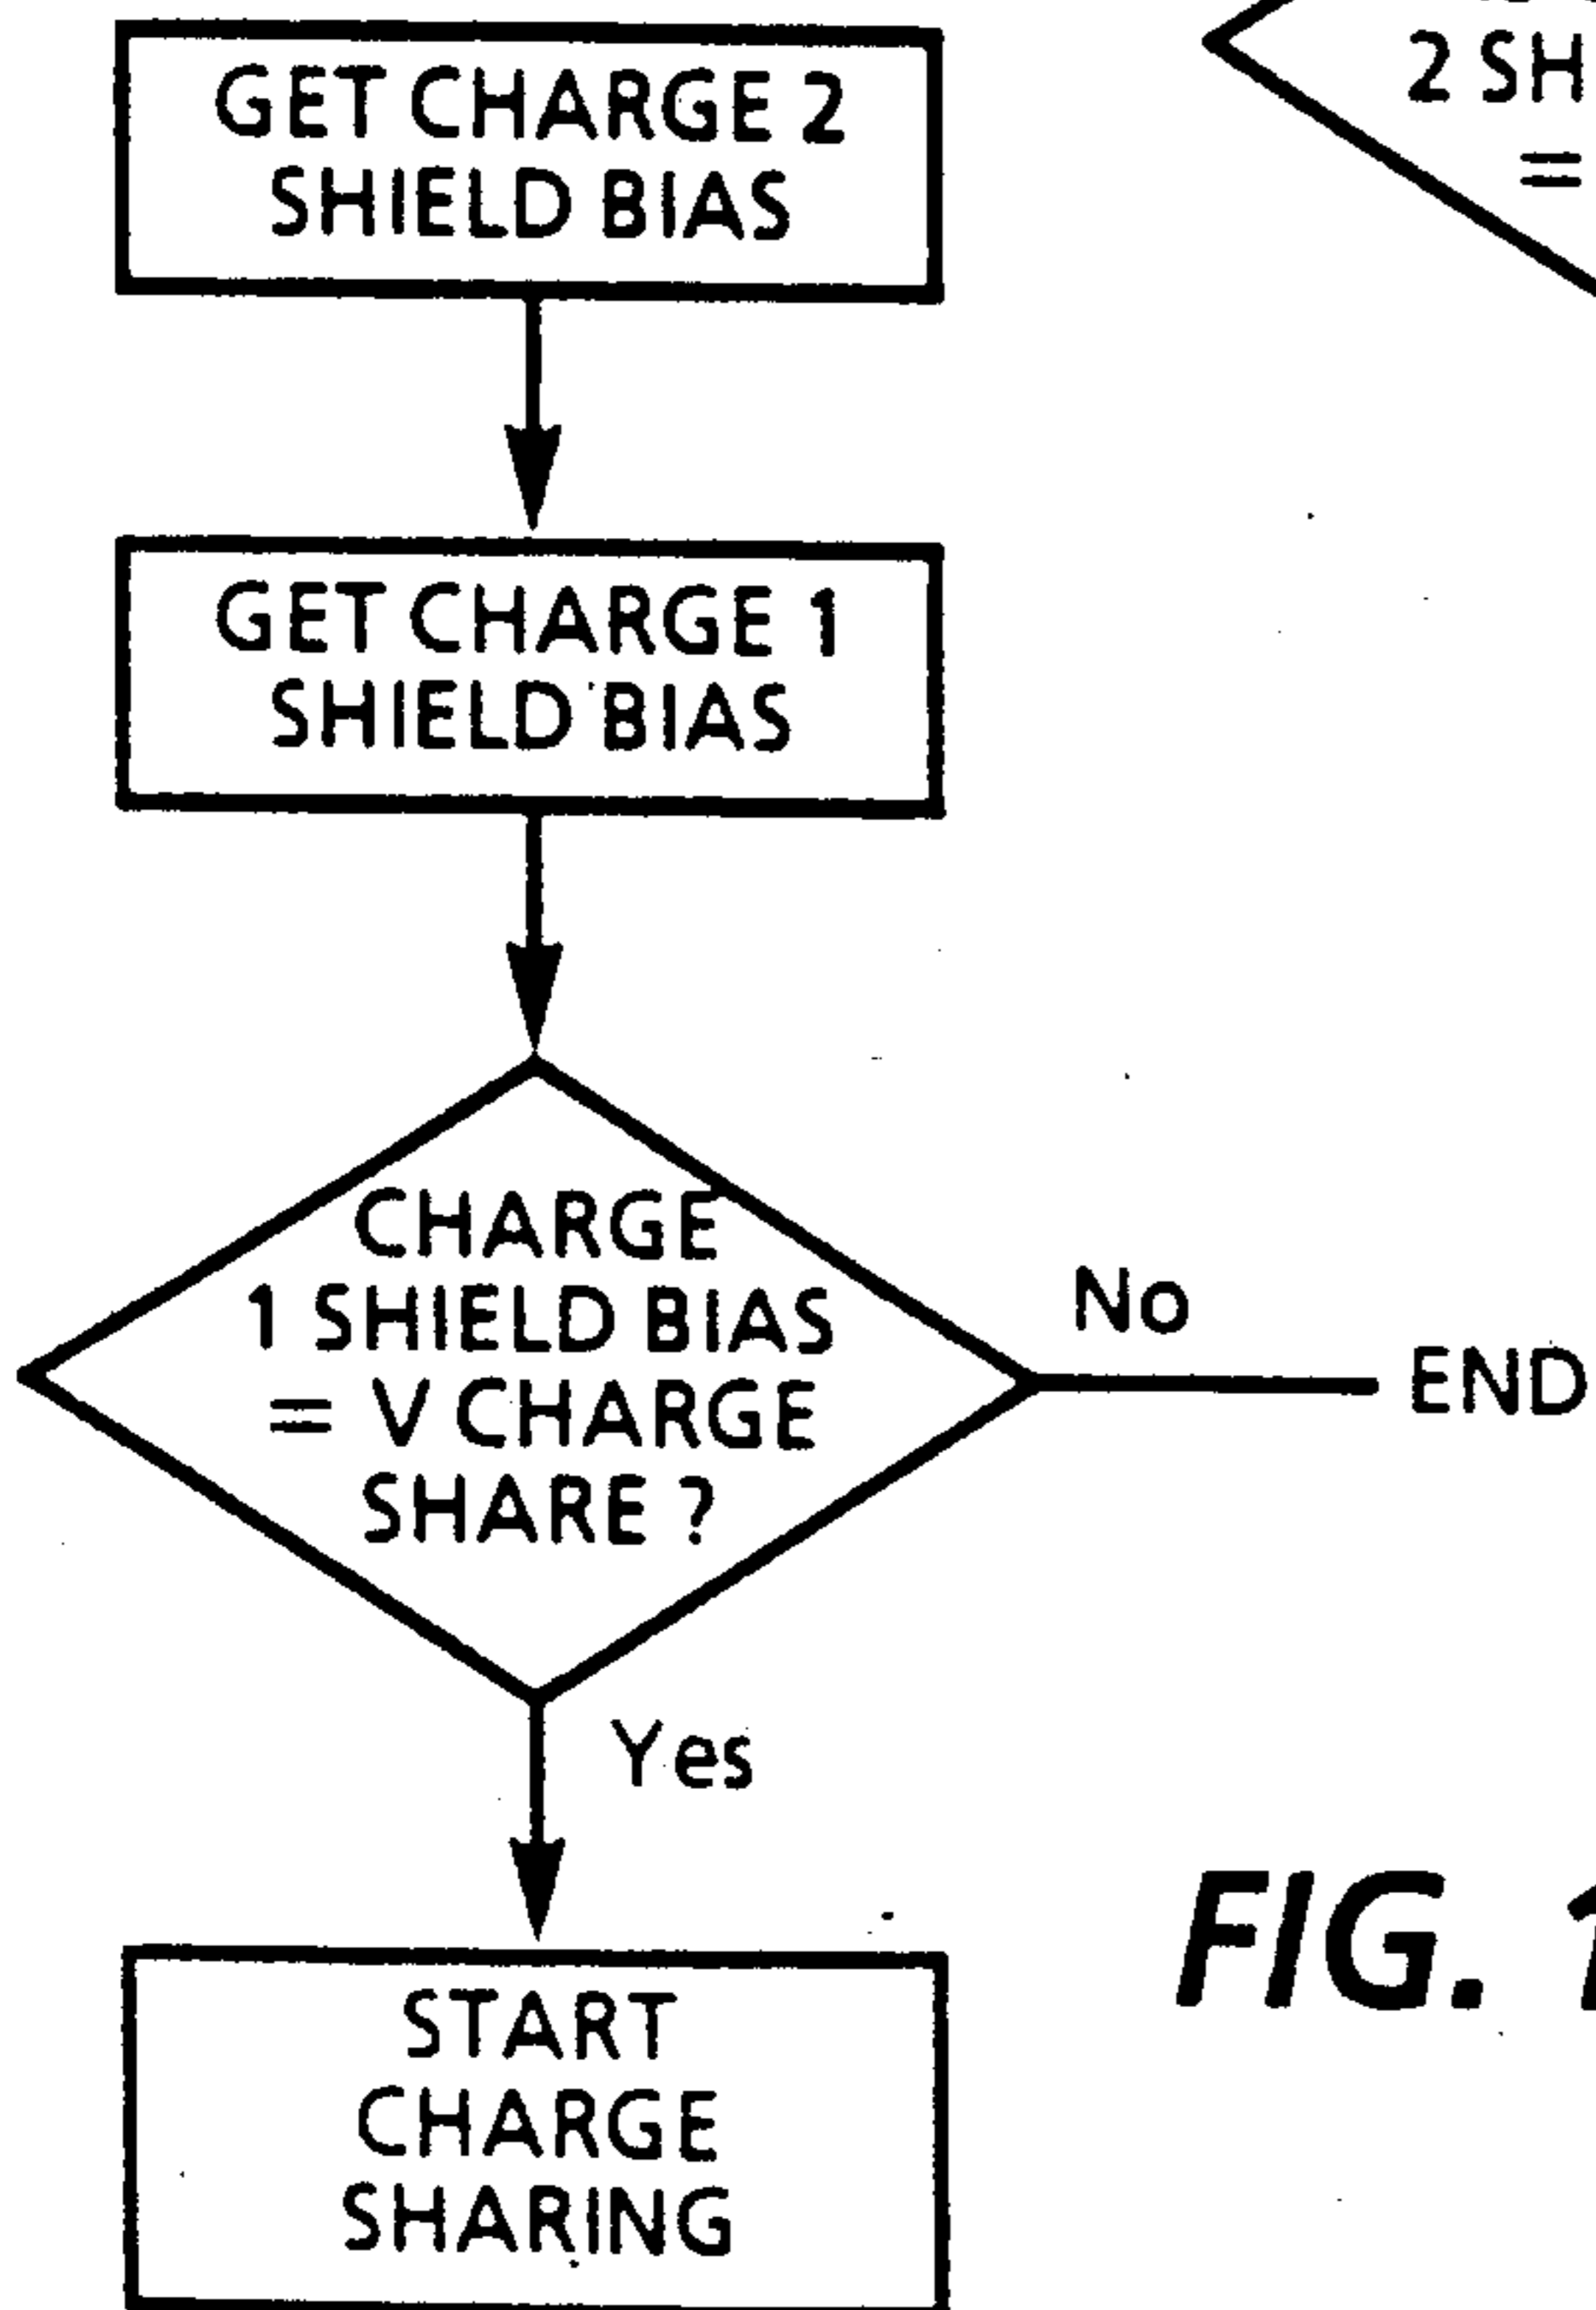 GET CHARGE 2
SHIELD BIAS
GET CHARGE 1
SHIELD BIAS
CHARGE
1 SHIELD BIAS
= V CHARGE
SHARE ?
No
END
Yes
START
CHARGE
SHARING
2 SH
=
FIG. 1